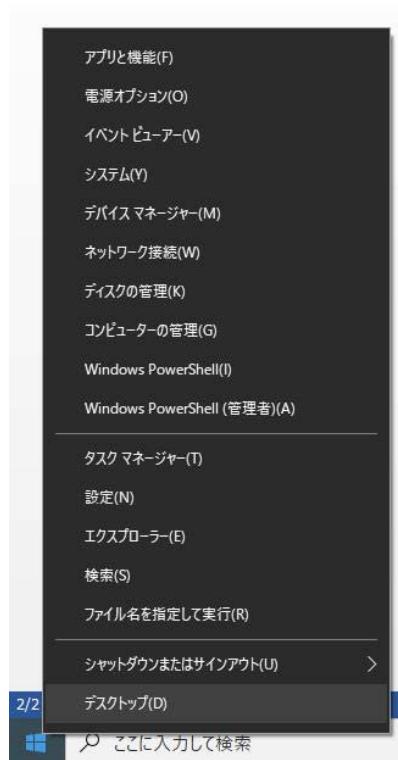 アプリと機能(F)
電源オプション(O)
イベント ビューアー(V)
システム(Y)
デバイス マネージャー(M)
ネットワーク接続(W)
ディスクの管理(K)
コンピューターの管理(G)
Windows PowerShell(I)
Windows PowerShell (管理者)(A)
タスク マネージャー(T)
設定(N)
エクスプローラー(E)
検索(S)
ファイル名を指定して実行(R)
シャットダウンまたはサインアウト(U)
2/2 デスクトップ(D)
ここに入力して検索